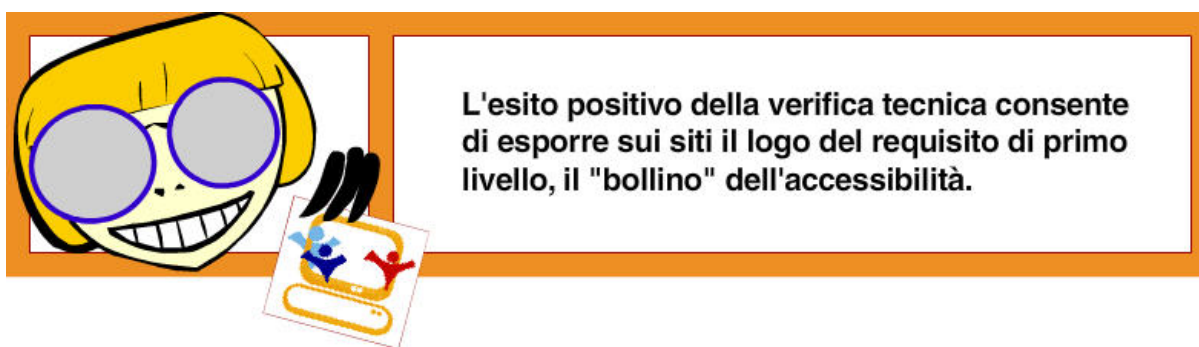 L'esito positivo della verifica tecnica consente
di esporre sui siti il logo del requisito di primo
livello, il "bollino" dell'accessibilità.